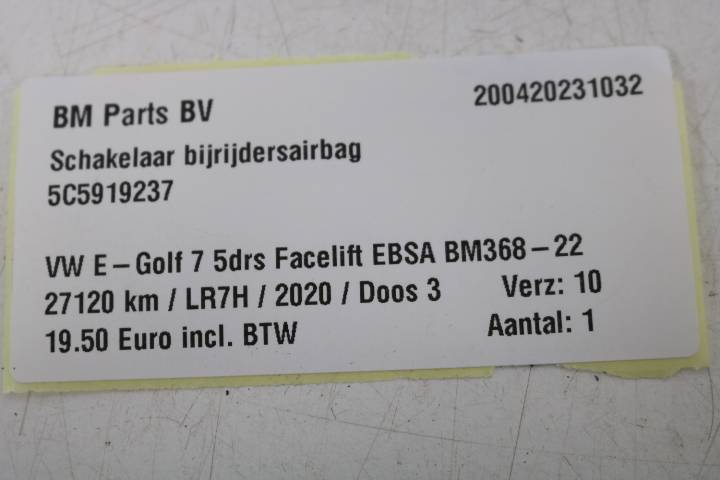 BM Parts BV 200420231032
Schakelaar bijrijdersairbag
5C5919237
VW E-Golf 7 5drs Facelift EBSA BM368-22
27120 km / LR7H / 2020 / Doos 3 Verz: 10
19.50 Euro incl. BTW Aantal: 1